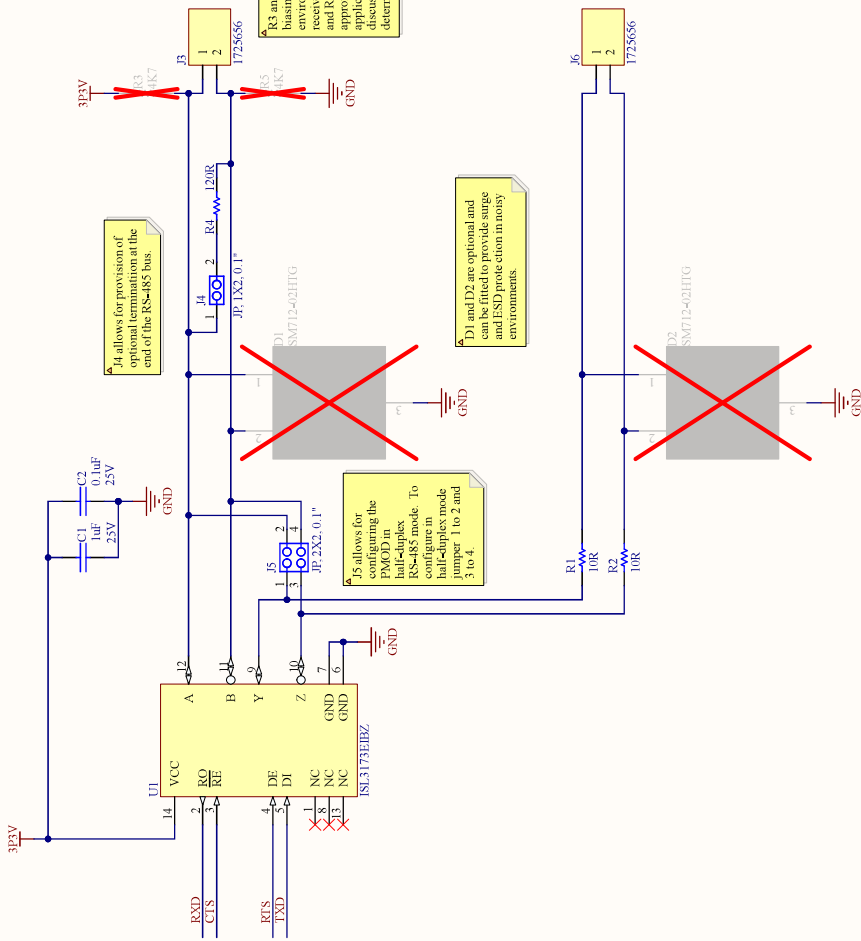 R3 an
biasin
enviro
receiv
and R
appro
applic
discus
determ
J3
1
2
1725656
3P3V
R3
4K7
R5
4K7
GND
J6
1
2
1725656
R4
120R
J4
1
2
JP, 1X2, 0.1"
J4 allows for provision of
optional terminatiion at the
end of the RS-485 bus.
D1 and D2 are optional and
can be fitted to provide surge
and ESD protection in noisy
environments.
D1
SM712-02HTG
1
2
3
GND
D2
SM712-02HTG
1
2
3
GND
C2
0.1uF
25V
C1
1uF
25V
GND
J5
1
2
3
4
JP, 2X2, 0.1"
J5 allows for
configuring the
PMOD in
half-duplex
RS-485 mode. To
configure in
half-duplex mode
jumper 1 to 2 and
3 to 4.
R1
10R
R2
10R
U1
VCC
14
RO
2
RE
3
DE
4
DI
5
NC
1
NC
8
NC
13
A
12
B
11
Y
9
Z
10
GND
7
GND
6
GND
ISL3173EIBZ
3P3V
RXD
CTS
RTS
TXD